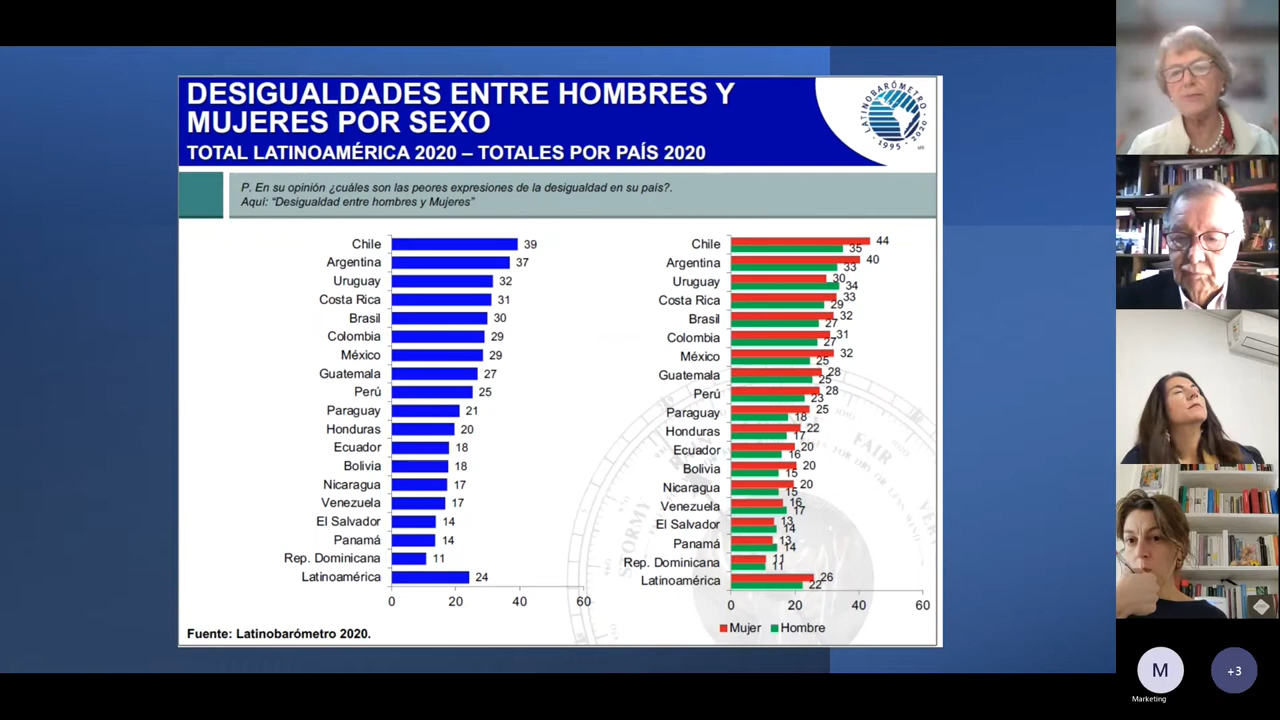 DESIGUALDADES ENTRE HOMBRES Y
MUJERES POR SEXO
TOTAL LATINOAMÉRICA 2020 – TOTALES POR PAÍS 2020
LATINOBARÓMETRO
1995 - 2020
P. En su opinión ¿cuáles son las peores expresiones de la desigualdad en su país?.
Aquí: “Desigualdad entre hombres y Mujeres”
Chile 39
Argentina 37
Uruguay 32
Costa Rica 31
Brasil 30
Colombia 29
México 29
Guatemala 27
Perú 25
Paraguay 21
Honduras 20
Ecuador 18
Bolivia 18
Nicaragua 17
Venezuela 17
El Salvador 14
Panamá 14
Rep. Dominicana 11
Latinoamérica 24
0 20 40 60
Chile 44 35
Argentina 40 33
Uruguay 30 34
Costa Rica 33 29
Brasil 32 27
Colombia 31 27
México 32 25
Guatemala 28 25
Perú 28 23
Paraguay 25 18
Honduras 22 17
Ecuador 20 16
Bolivia 20 15
Nicaragua 20 15
Venezuela 16 17
El Salvador 13 14
Panamá 13 14
Rep. Dominicana 11 11
Latinoamérica 26 22
0 20 40 60
Mujer Hombre
STORMY
FAIR
Fuente: Latinobarómetro 2020.
M
Marketing
+3